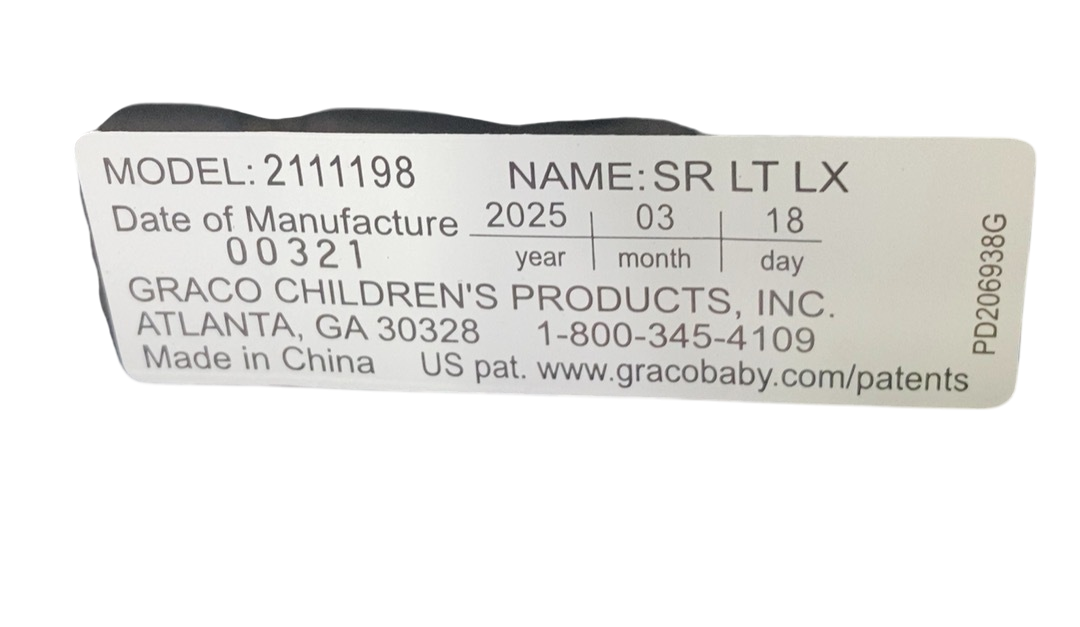 MODEL: 2111198 NAME: SR LT LX
Date of Manufacture 2025 03 18
00321 year month day
GRACO CHILDREN'S PRODUCTS, INC.
ATLANTA, GA 30328 1-800-345-4109
Made in China US pat. www.gracobaby.com/patents
PD206938G